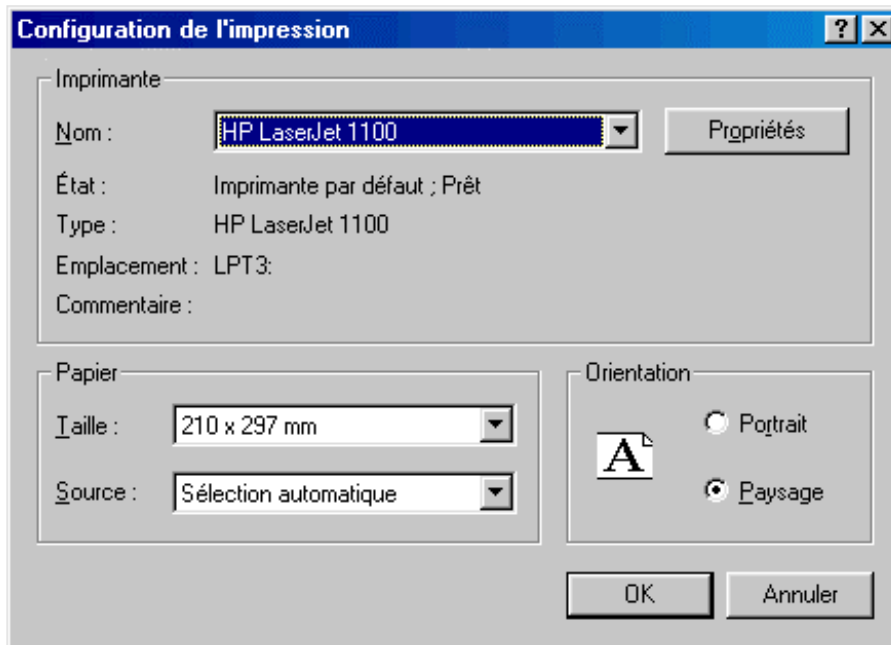 Configuration de l'impression
Imprimante
Nom : HP LaserJet 1100 Propriétés
État : Imprimante par défaut ; Prêt
Type : HP LaserJet 1100
Emplacement : LPT3:
Commentaire :
Papier
Taille : 210 x 297 mm
Source : Sélection automatique
Orientation
A
Portrait
Paysage
OK Annuler